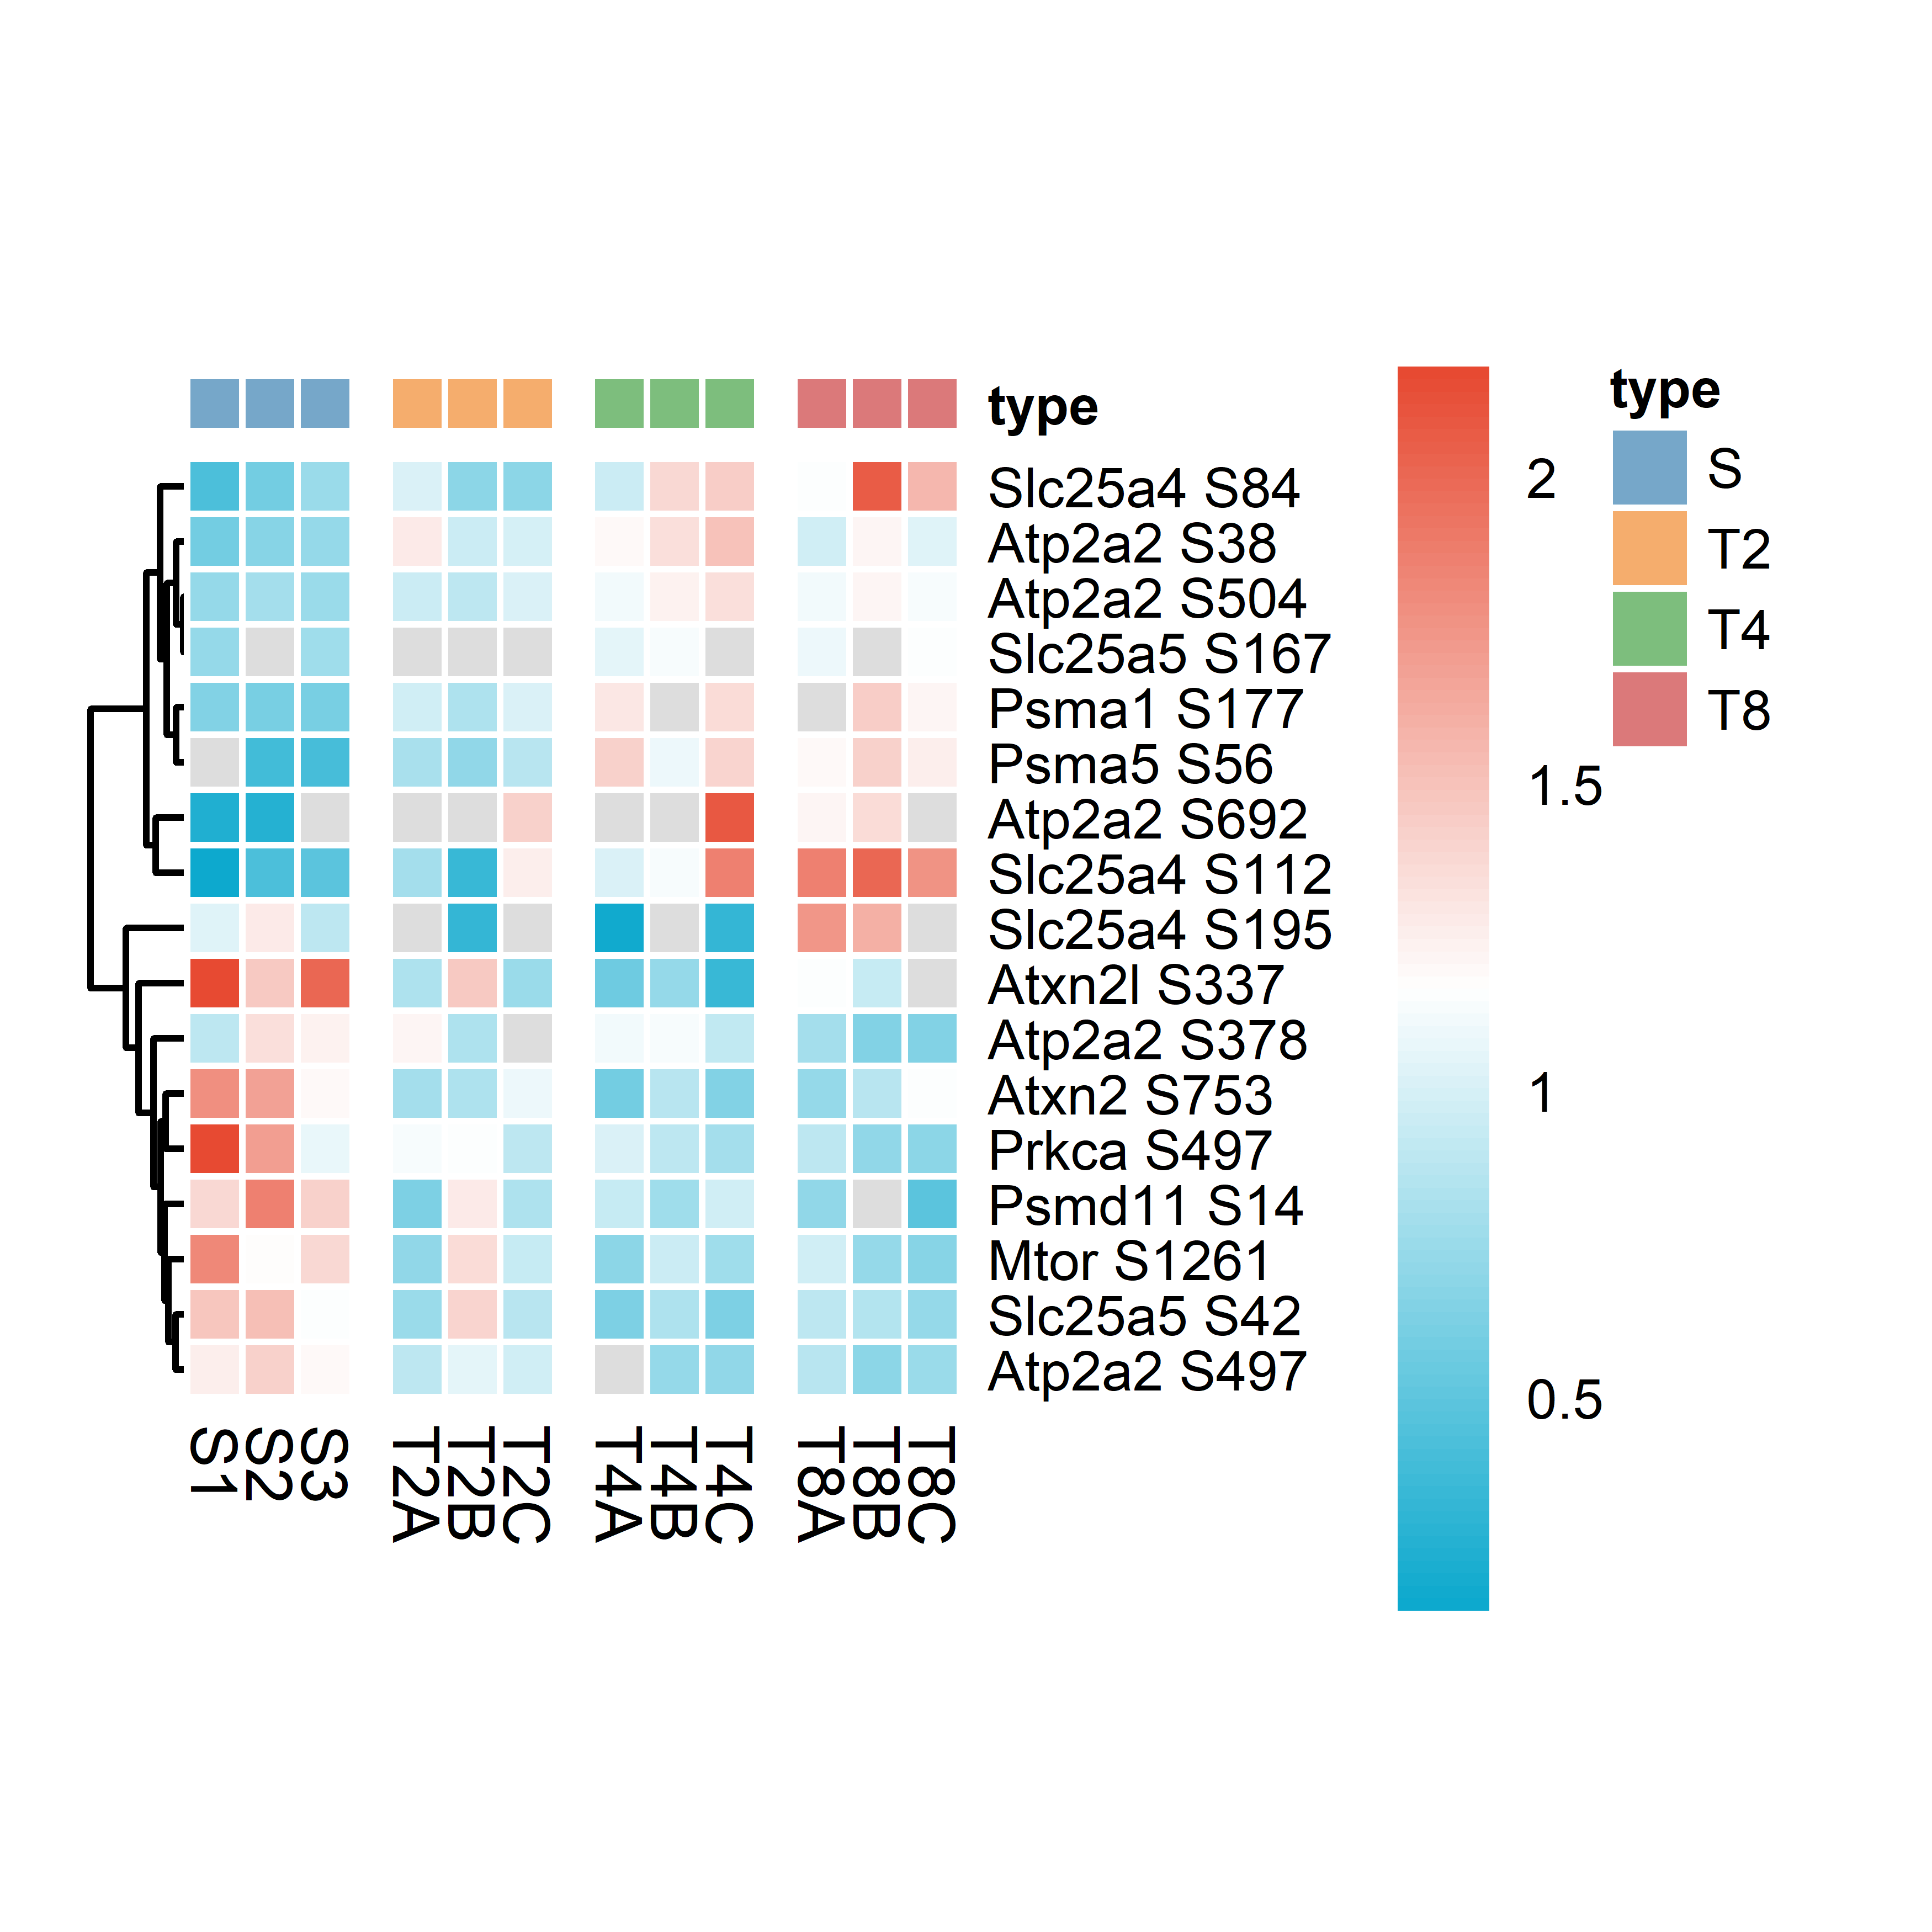 type
Slc25a4 S84
Atp2a2 S38
Atp2a2 S504
Slc25a5 S167
Psma1 S177
Psma5 S56
Atp2a2 S692
Slc25a4 S112
Slc25a4 S195
Atxn2l S337
Atp2a2 S378
Atxn2 S753
Prkca S497
Psmd11 S14
Mtor S1261
Slc25a5 S42
Atp2a2 S497
S1
S2
S3
T2A
T2B
T2C
T4A
T4B
T4C
T8A
T8B
T8C
2
1.5
1
0.5
type
S
T2
T4
T8